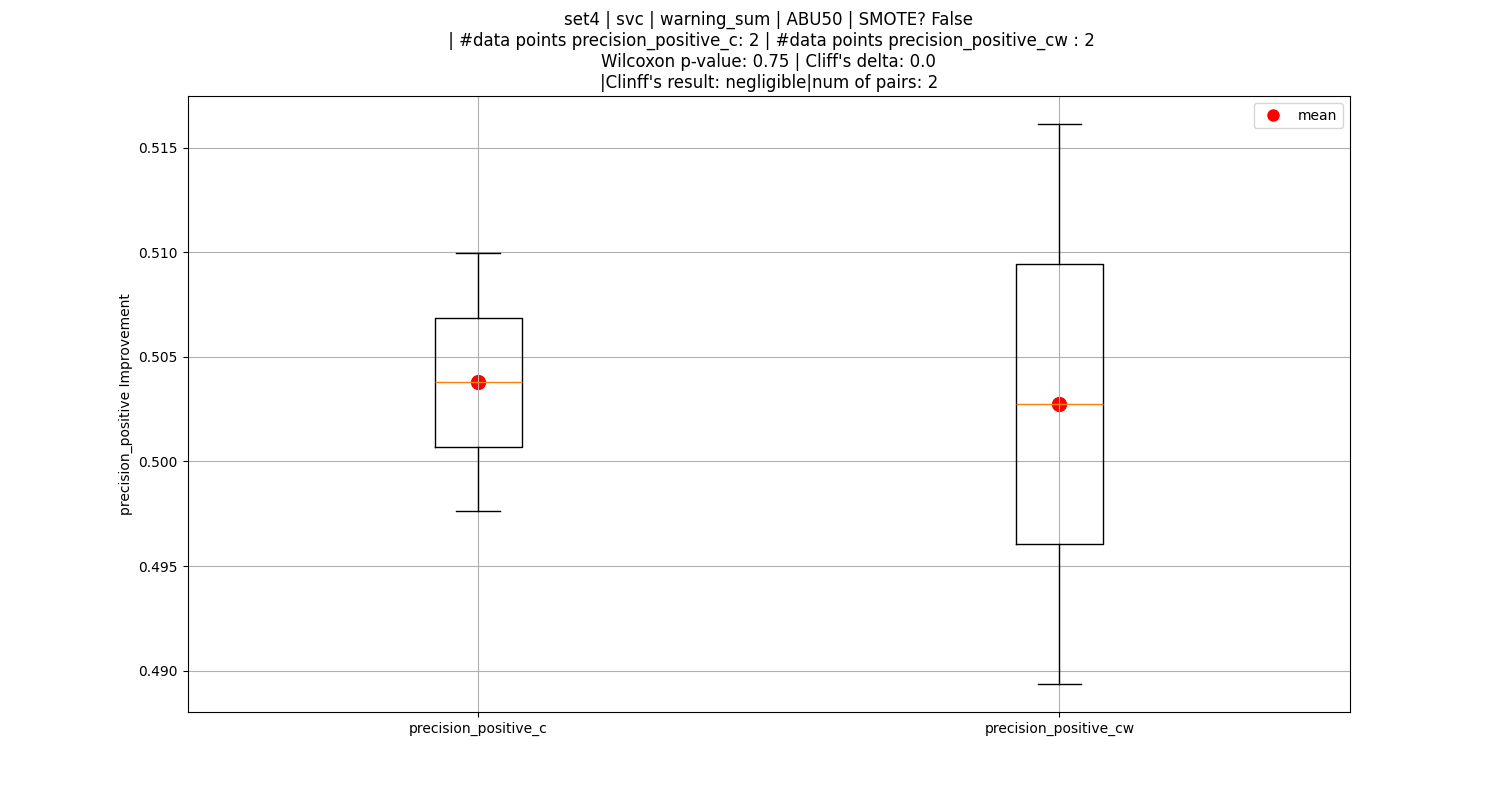 set4 | svc | warning_sum | ABU50 | SMOTE? False
| #data points precision_positive_c: 2 | #data points precision_positive_cw : 2
Wilcoxon p-value: 0.75 | Cliff's delta: 0.0
|Clinff's result: negligible|num of pairs: 2
mean
0.515
0.510
0.505
0.500
0.495
0.490
precision_positive Improvement
precision_positive_c
precision_positive_cw